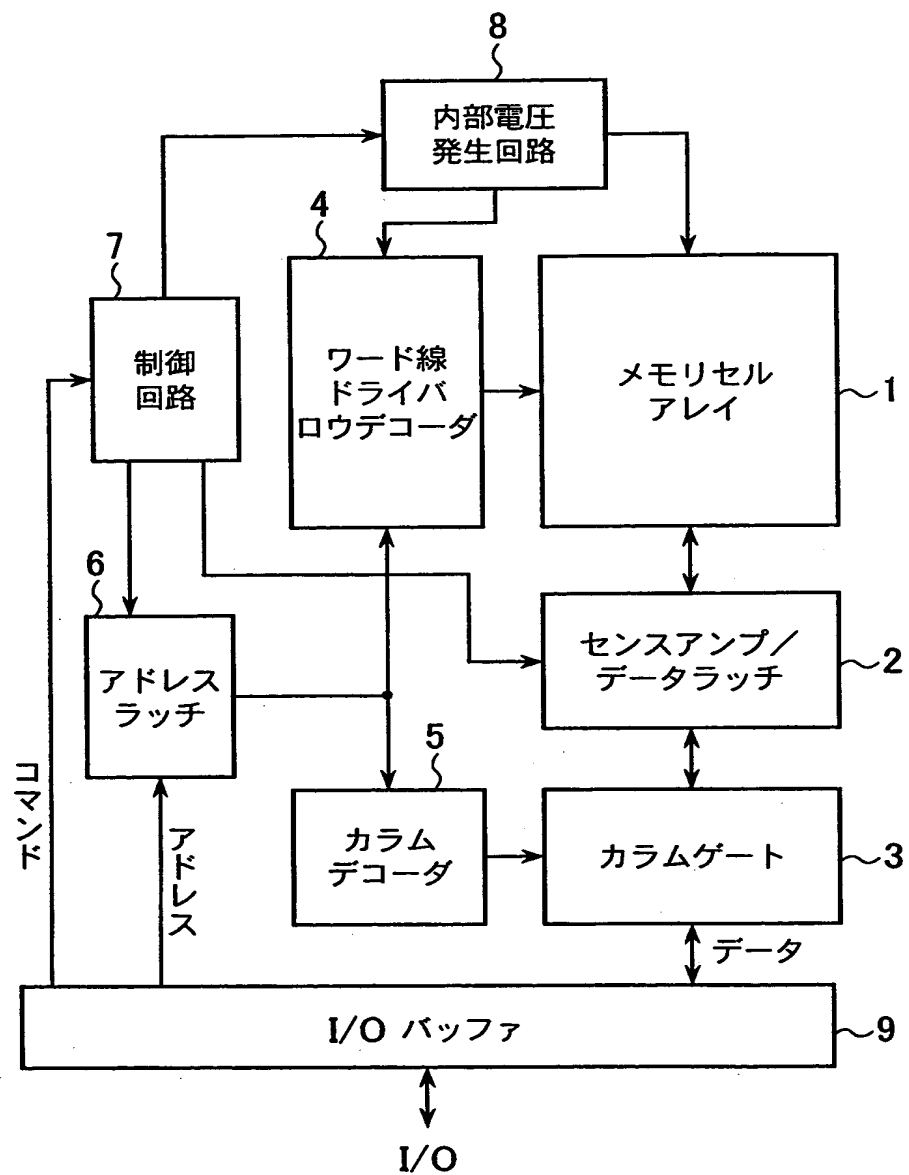 8
内部電圧
発生回路
4
7
制御
回路
ワード線
ドライバ
ロウデコーダ
メモリセル
アレイ
1
6
アドレス
ラッチ
センスアンプ/
データラッチ
2
5
コマンド
アドレス
カラム
デコーダ
カラムゲート
3
データ
I/O バッファ
9
I/O